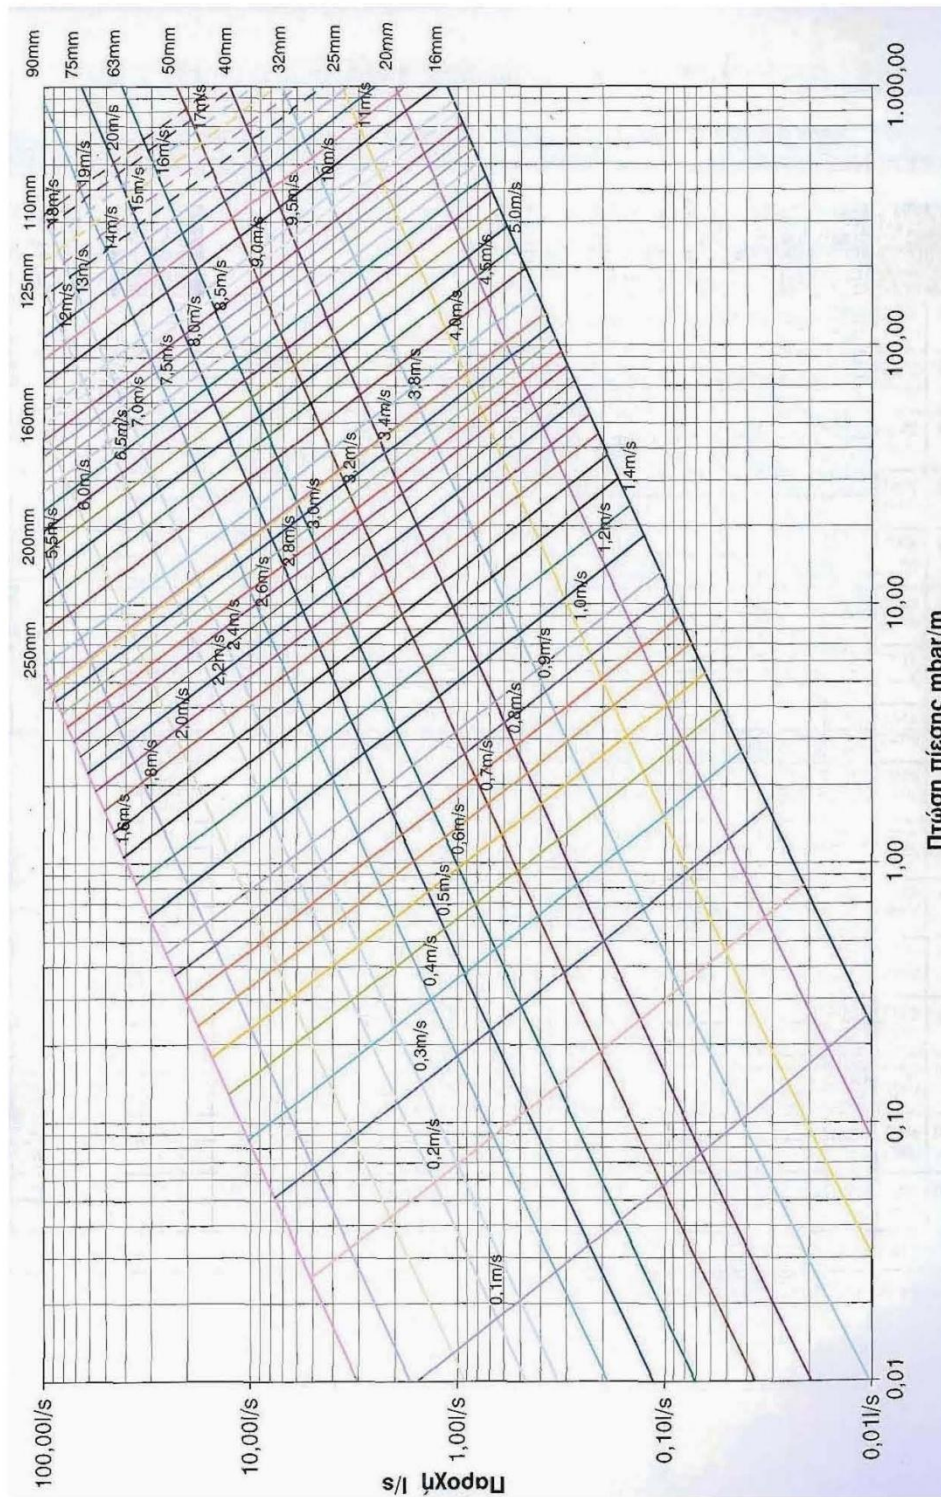 90mm
75mm
63mm
50mm
40mm
32mm
25mm
20mm
16mm
110mm
125mm
160mm
200mm
250mm
18m/s
19m/s
20m/s
16m/s
17m/s
15m/s
14m/s
13m/s
12m/s
11m/s
10m/s
9,5m/s
9,0m/s
8,5m/s
8,0m/s
7,5m/s
7,0m/s
6,5m/s
6,0m/s
5,5m/s
5,0m/s
4,5m/s
4,0m/s
3,8m/s
3,4m/s
3,2m/s
3,0m/s
2,8m/s
2,6m/s
2,4m/s
2,2m/s
2,0m/s
1,8m/s
1,6m/s
1,4m/s
1,2m/s
1,0m/s
0,9m/s
0,8m/s
0,7m/s
0,6m/s
0,5m/s
0,4m/s
0,3m/s
0,2m/s
0,1m/s
100,00l/s
10,00l/s
1,00l/s
0,10l/s
0,01l/s
Παροχή l/s
0,01
0,10
1,00
10,00
100,00
1.000,00
Πτώση πίεσης mbar/m